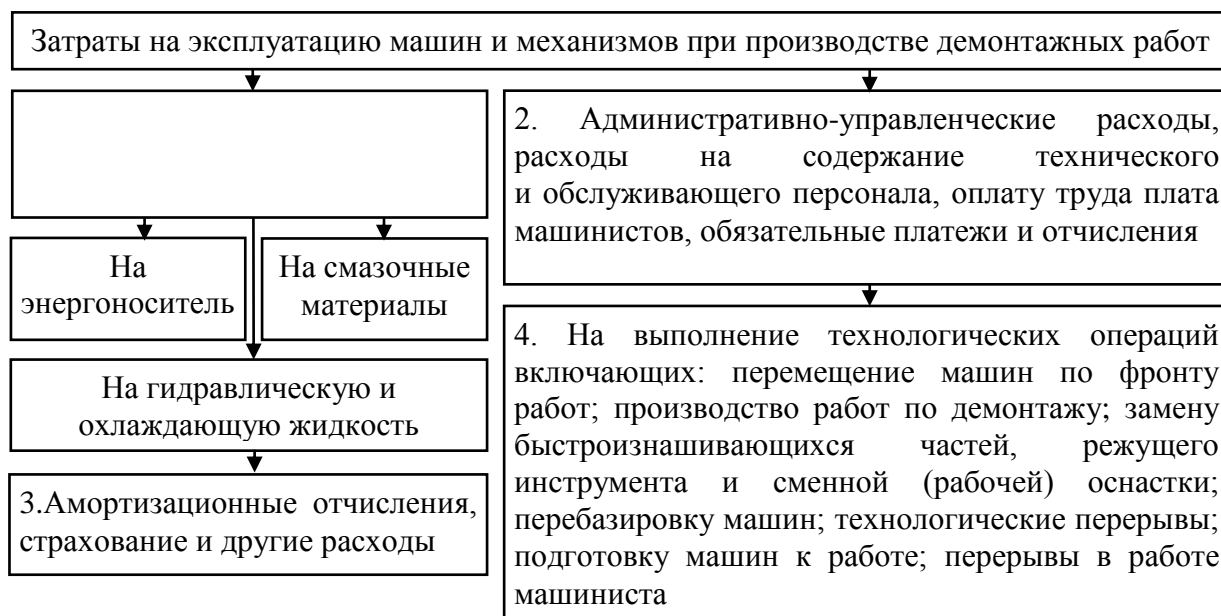 Затраты на эксплуатацию машин и механизмов при производстве демонтажных работ
2. Административно-управленческие расходы,
расходы на содержание технического
и обслуживающего персонала, оплату труда плата
машинистов, обязательные платежи и отчисления
На
энергоноситель
На смазочные
материалы
На гидравлическую и
охлаждающую жидкость
3.Амортизационные отчисления,
страхование и другие расходы
4. На выполнение технологических операций
включающих: перемещение машин по фронту
работ; производство работ по демонтажу; замену
быстроизнашивающихся частей, режущего
инструмента и сменной (рабочей) оснастки;
перебазировку машин; технологические перерывы;
подготовку машин к работе; перерывы в работе
машиниста